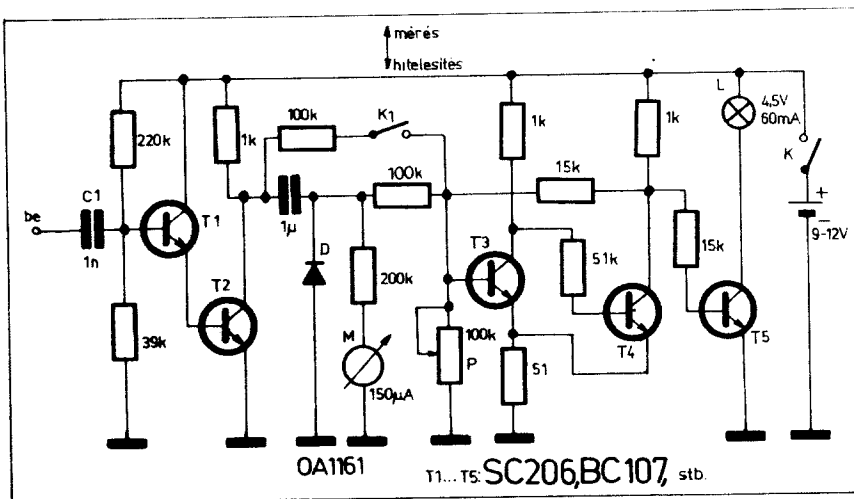 mérés
hitelesítés
220k
1k
100k
K1
1k
1k
L
4,5V
60mA
K
+
−
9-12V
be
C1
1n
T1
1μ
100k
15k
15k
D
200k
T3
51k
T2
39k
M
150μA
100k
P
51
T4
T5
OA1161
T1...T5: SC206, BC107, stb.